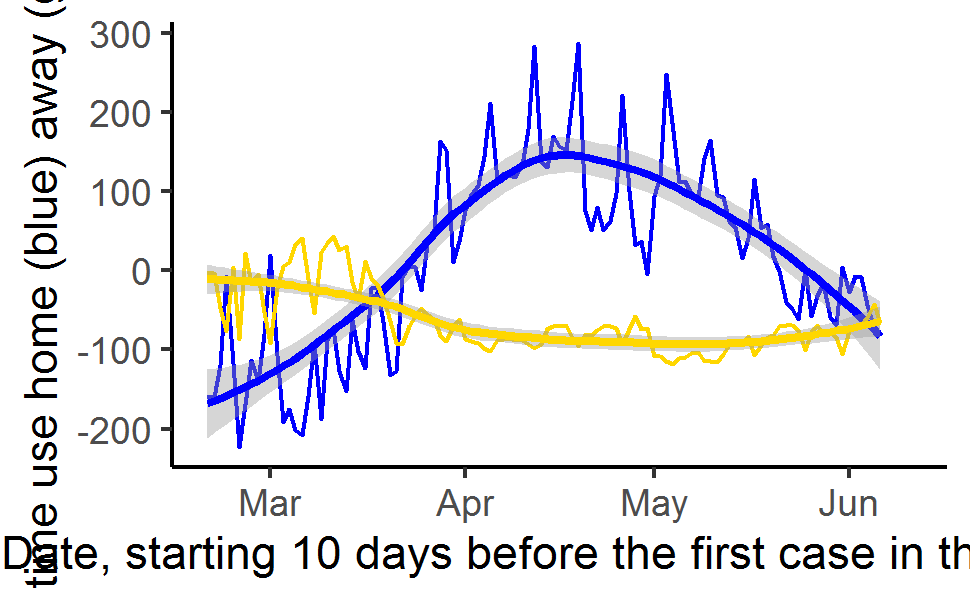 time use home (blue) away (
300
200
100
0
-100
-200
Mar Apr May Jun
Date, starting 10 days before the first case in th